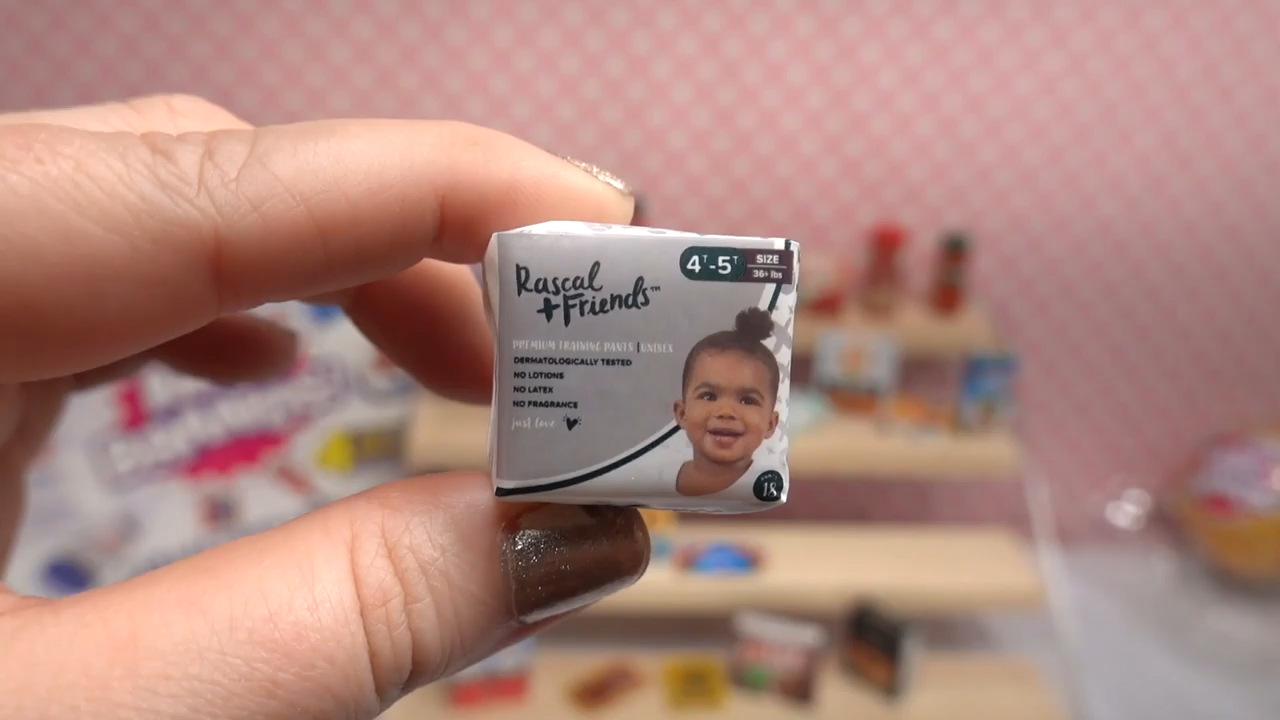 4T-5T
SIZE
36+ lbs
Rascal
+Friends™
PREMIUM TRAINING PANTS | UNISEX
DERMATOLOGICALLY TESTED
NO LOTIONS
NO LATEX
NO FRAGRANCE
just love
18